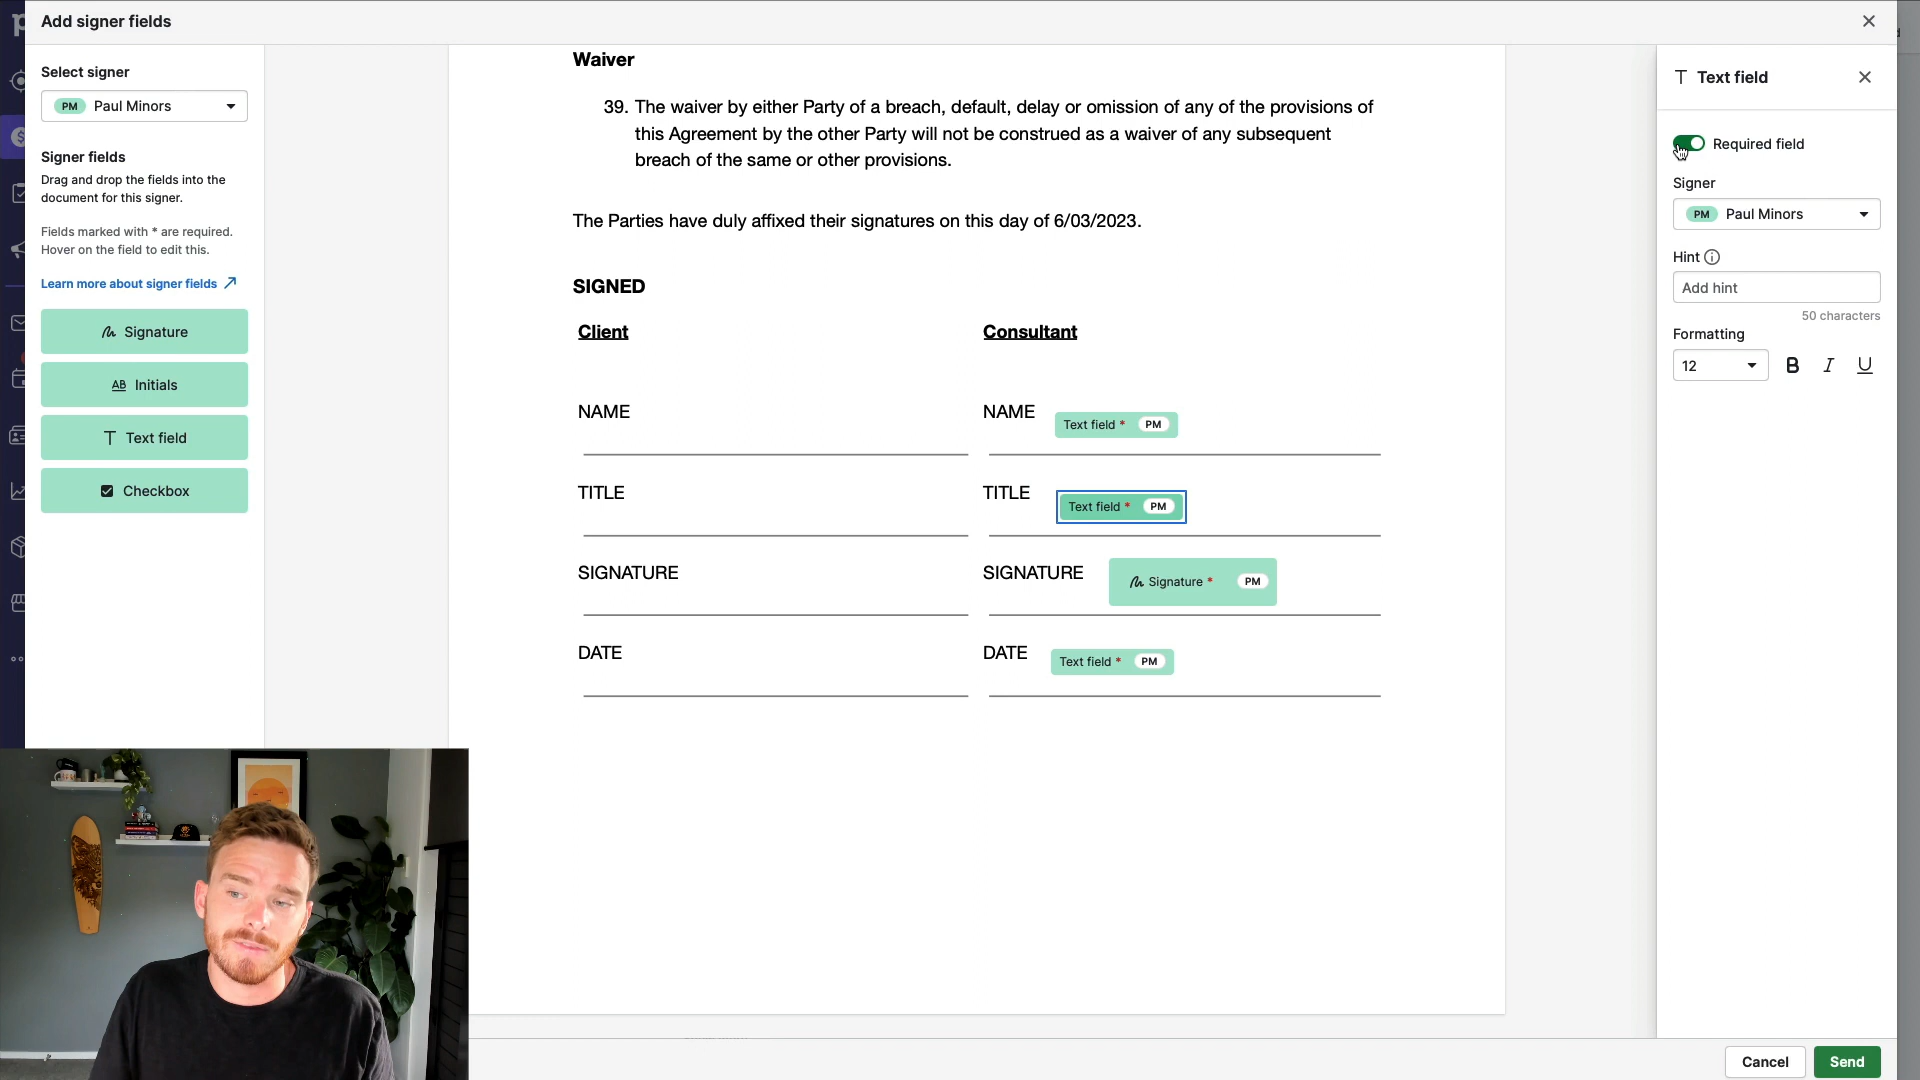 Add signer fields
Select signer
PM Paul Minors
Signer fields
Drag and drop the fields into the
document for this signer.
Fields marked with * are required.
Hover on the field to edit this.
Learn more about signer fields
Signature
AB Initials
Text field
Checkbox
Waiver
39. The waiver by either Party of a breach, default, delay or omission of any of the provisions of
this Agreement by the other Party will not be construed as a waiver of any subsequent
breach of the same or other provisions.
The Parties have duly affixed their signatures on this day of 6/03/2023.
SIGNED
Client
Consultant
NAME
NAME Text field * PM
TITLE
TITLE Text field * PM
SIGNATURE
SIGNATURE Signature * PM
DATE
DATE Text field * PM
T Text field
Required field
Signer
PM Paul Minors
Hint
Add hint
50 characters
Formatting
12 B I U
Cancel Send